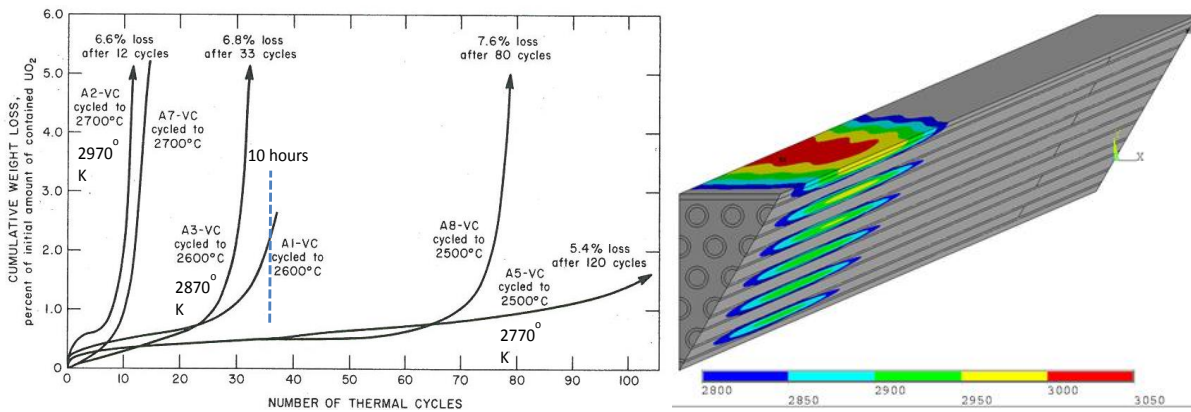 CUMULATIVE WEIGHT LOSS,
percent of initial amount of contained UO2
6.0
5.0
4.0
3.0
2.0
1.0
0
6.6% loss
after 12 cycles
6.8% loss
after 33 cycles
7.6% loss
after 80 cycles
A2-VC
cycled to
2700°C
2970°
K
A7-VC
cycled to
2700°C
10 hours
A3-VC
cycled to
2600°C
2870°
K
A1-VC
cycled to
2600°C
A8-VC
cycled to
2500°C
5.4% loss
after 120 cycles
A5-VC
cycled to
2500°C
2770°
K
0 10 20 30 40 50 60 70 80 90 100
NUMBER OF THERMAL CYCLES
X
2800 2900 3000
2850 2950 3050